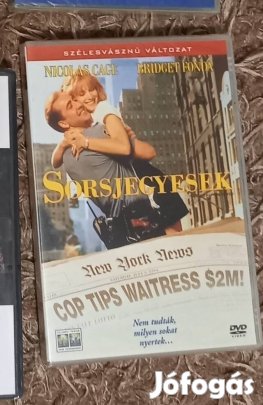 SZÉLESVÁSZNÚ VÁLTOZAT
NICOLAS CAGE BRIDGET FONDA
SORSJEGYESEK
New York News
COP TIPS WAITRESS $2M!
Nem tudták,
milyen sokat
nyertek...
DVD
VIDEO
Jófogás